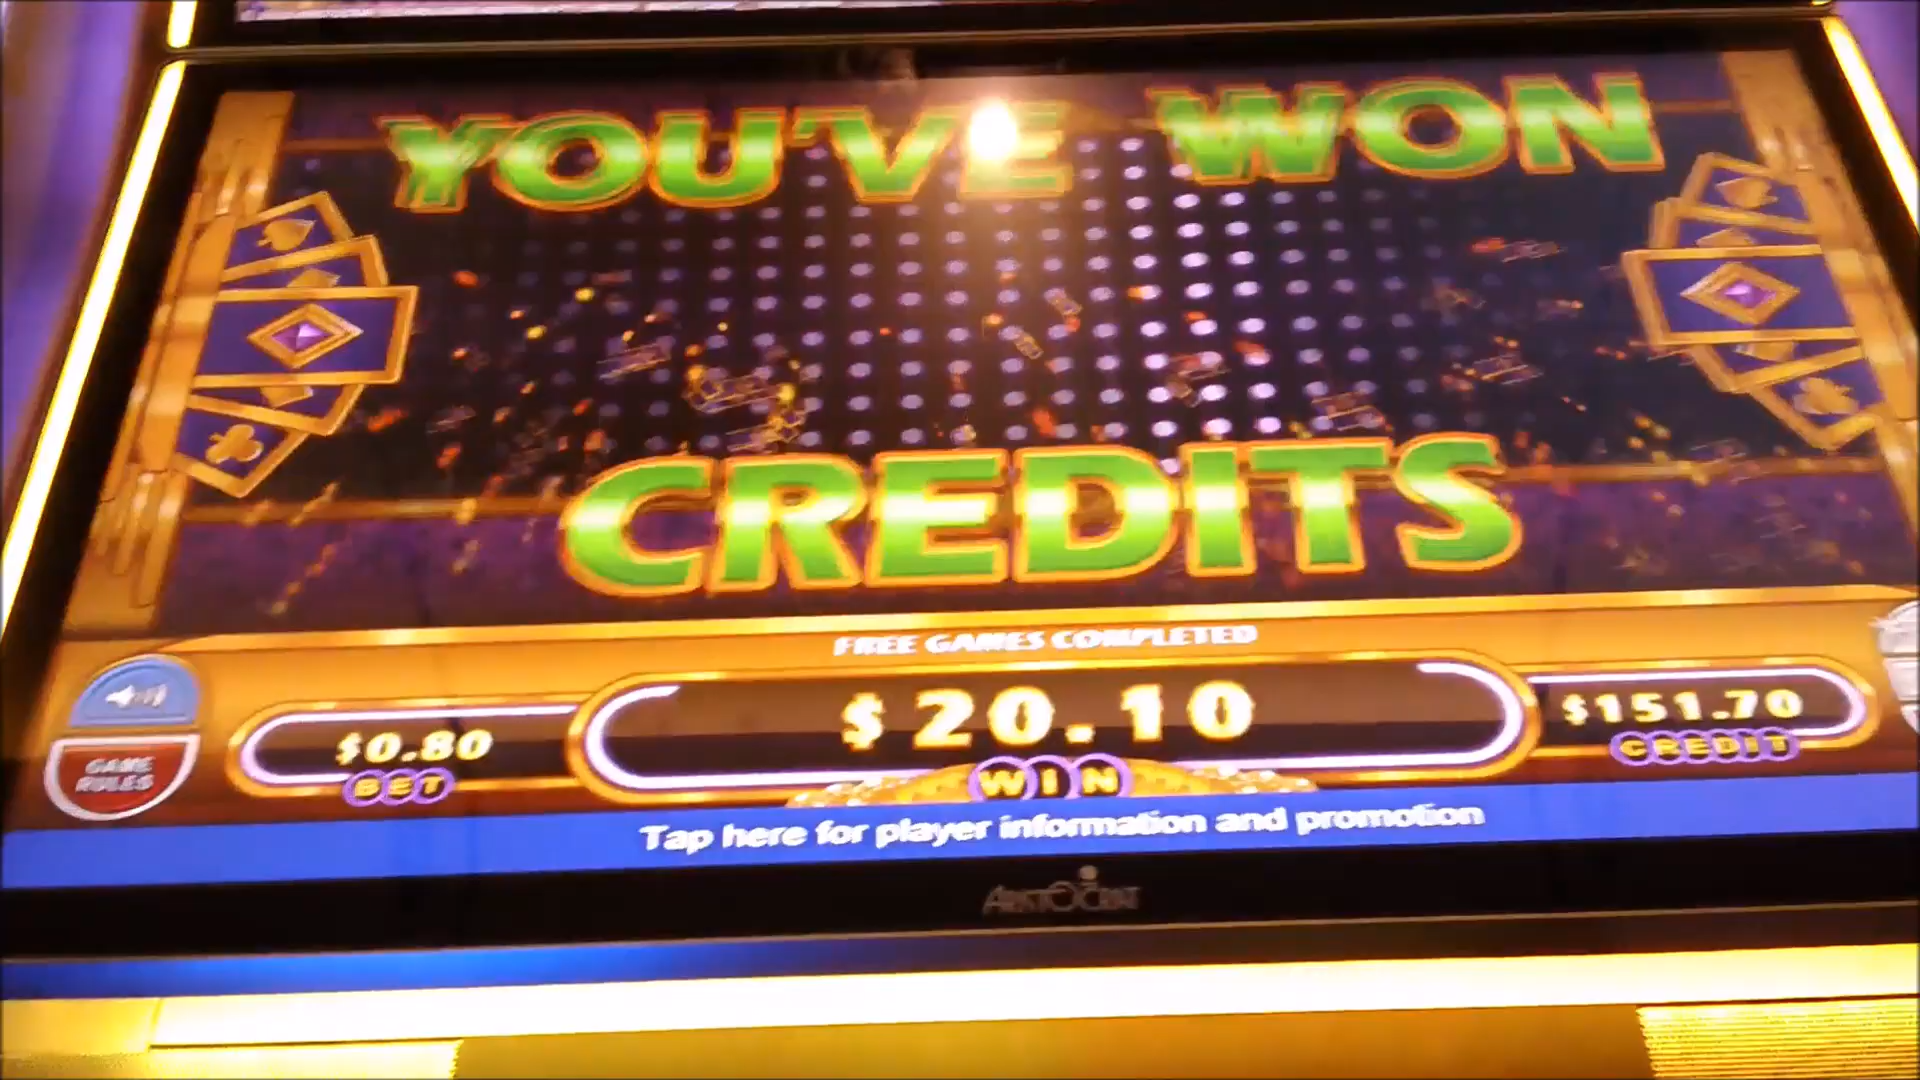 YOU'VE WON
CREDITS
FREE GAMES COMPLETED
$0.80
BET
$20.10
WIN
$151.70
CREDIT
GAME
RULES
Tap here for player information and promotion
ARISTOCRAT